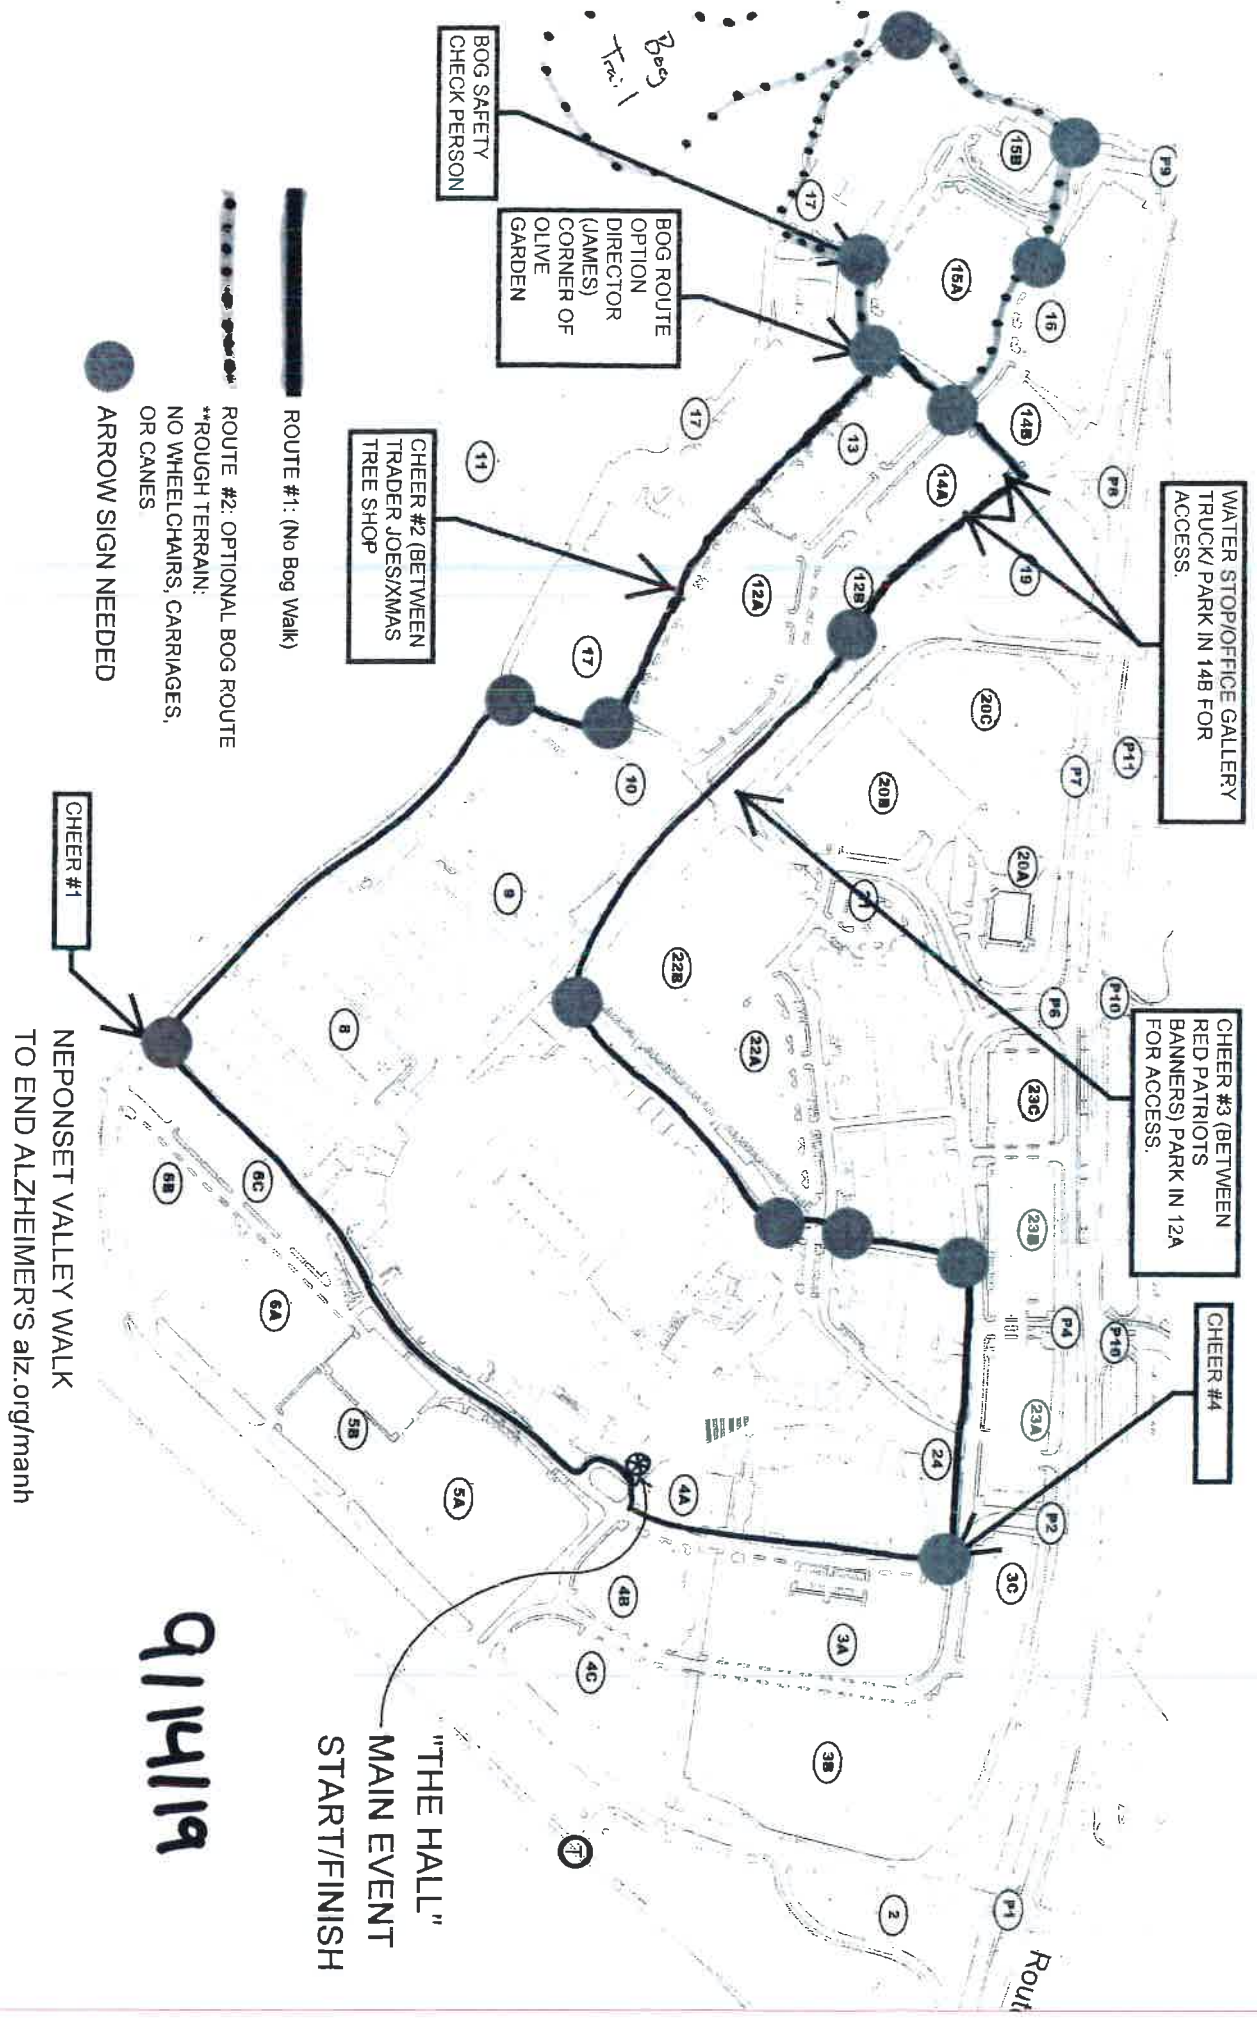 Bog
Trail
BOG SAFETY
CHECK PERSON
BOG ROUTE
OPTION
DIRECTOR
(JAMES)
CORNER OF
OLIVE
GARDEN
WATER STOP/OFFICE GALLERY
TRUCK/ PARK IN 14B FOR
ACCESS.
CHEER #2 (BETWEEN
TRADER JOES/XMAS
TREE SHOP
CHEER #3 (BETWEEN
RED PATRIOTS
BANNERS) PARK IN 12A
FOR ACCESS.
CHEER #4
CHEER #1
ROUTE #1: (No Bog Walk)
ROUTE #2: OPTIONAL BOG ROUTE
**ROUGH TERRAIN:
NO WHEELCHAIRS, CARRIAGES,
OR CANES.
ARROW SIGN NEEDED
NEPONSET VALLEY WALK
TO END ALZHEIMER'S alz.org/manh
"THE HALL"
MAIN EVENT
START/FINISH
9/14/19
P9
15B
17
15A
16
14B
P8
14A
13
17
11
19
12B
12A
17
10
20C
P11
P7
20B
20A
21
9
22B
22A
P6
P10
23C
8
6B
6C
23B
6A
P4
P16
23A
5B
5A
4A
24
P2
3C
4B
4C
3A
3B
T
2
P1
Rout